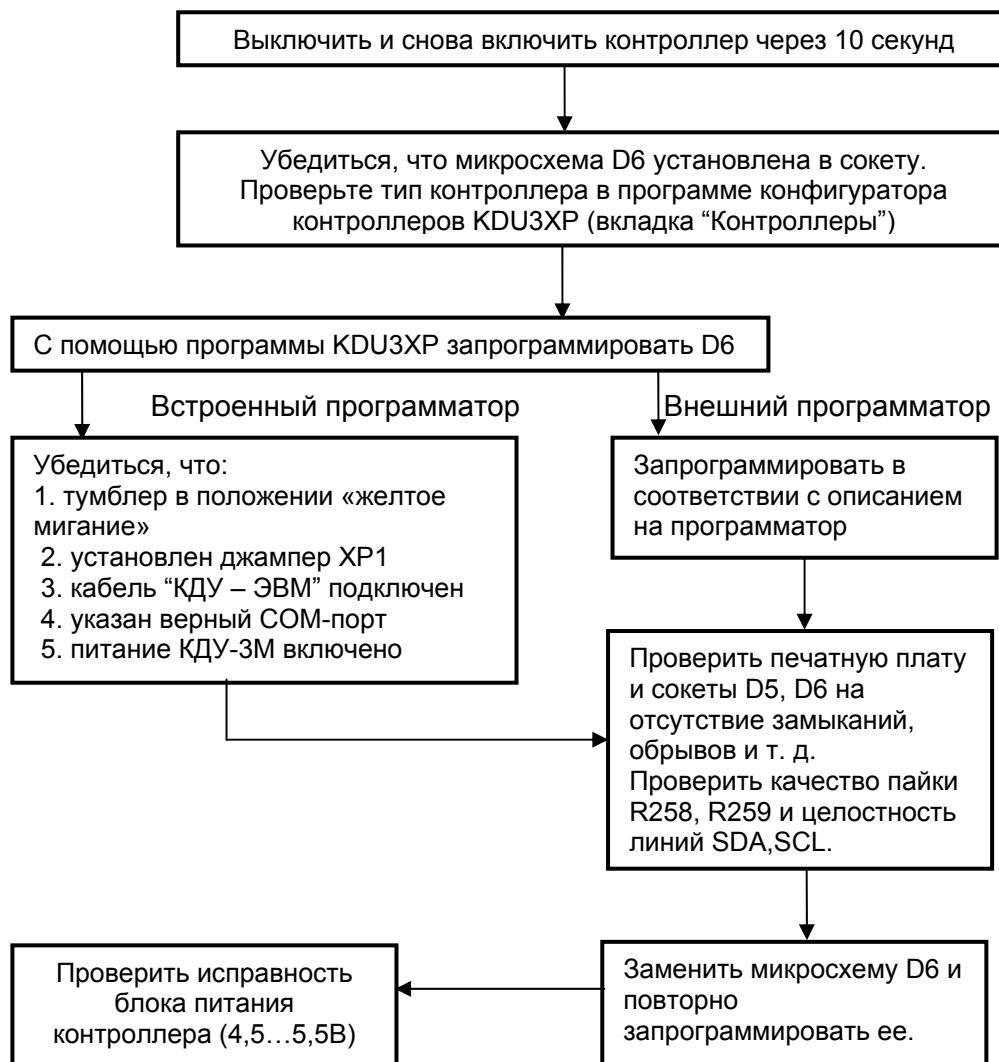 Выключить и снова включить контроллер через 10 секунд
Убедиться, что микросхема D6 установлена в сокету.
Проверьте тип контроллера в программе конфигуратора
контроллеров KDU3XP (вкладка “Контроллеры”)
С помощью программы KDU3XP запрограммировать D6
Встроенный программатор
Внешний программатор
Убедиться, что:
1. тумблер в положении «желтое
мигание»
2. установлен джампер XP1
3. кабель “КДУ – ЭВМ” подключен
4. указан верный COM-порт
5. питание КДУ-3М включено
Запрограммировать в
соответствии с описанием
на программатор
Проверить печатную плату
и сокеты D5, D6 на
отсутствие замыканий,
обрывов и т. д.
Проверить качество пайки
R258, R259 и целостность
линий SDA,SCL.
Заменить микросхему D6 и
повторно
запрограммировать ее.
Проверить исправность
блока питания
контроллера (4,5…5,5В)